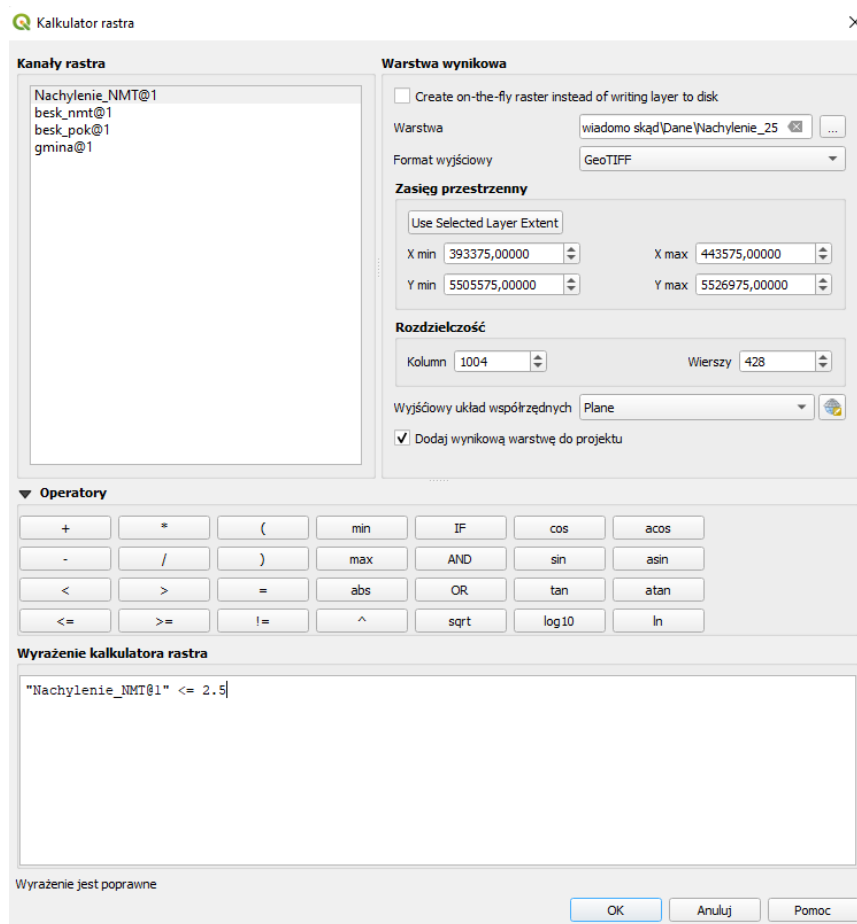 Kalkulator rastra
Kanały rastra
Nachylenie_NMT@1
besk_nmt@1
besk_pok@1
gmina@1
Warstwa wynikowa
Create on-the-fly raster instead of writing layer to disk
Warstwa wiadomo skąd\Dane\Nachylenie_25 ...
Format wyjściowy GeoTIFF
Zasięg przestrzenny
Use Selected Layer Extent
X min 393375,00000 X max 443575,00000
Y min 5505575,00000 Y max 5526975,00000
Rozdzielczość
Kolumn 1004 Wierszy 428
Wyjśćiowy układ współrzędnych Plane
Dodaj wynikową warstwę do projektu
Operatory
+ * ( min IF cos acos
- / ) max AND sin asin
< > = abs OR tan atan
<= >= != ^ sqrt log10 ln
Wyrażenie kalkulatora rastra
"Nachylenie_NMT@1" <= 2.5
Wyrażenie jest poprawne
OK Anuluj Pomoc